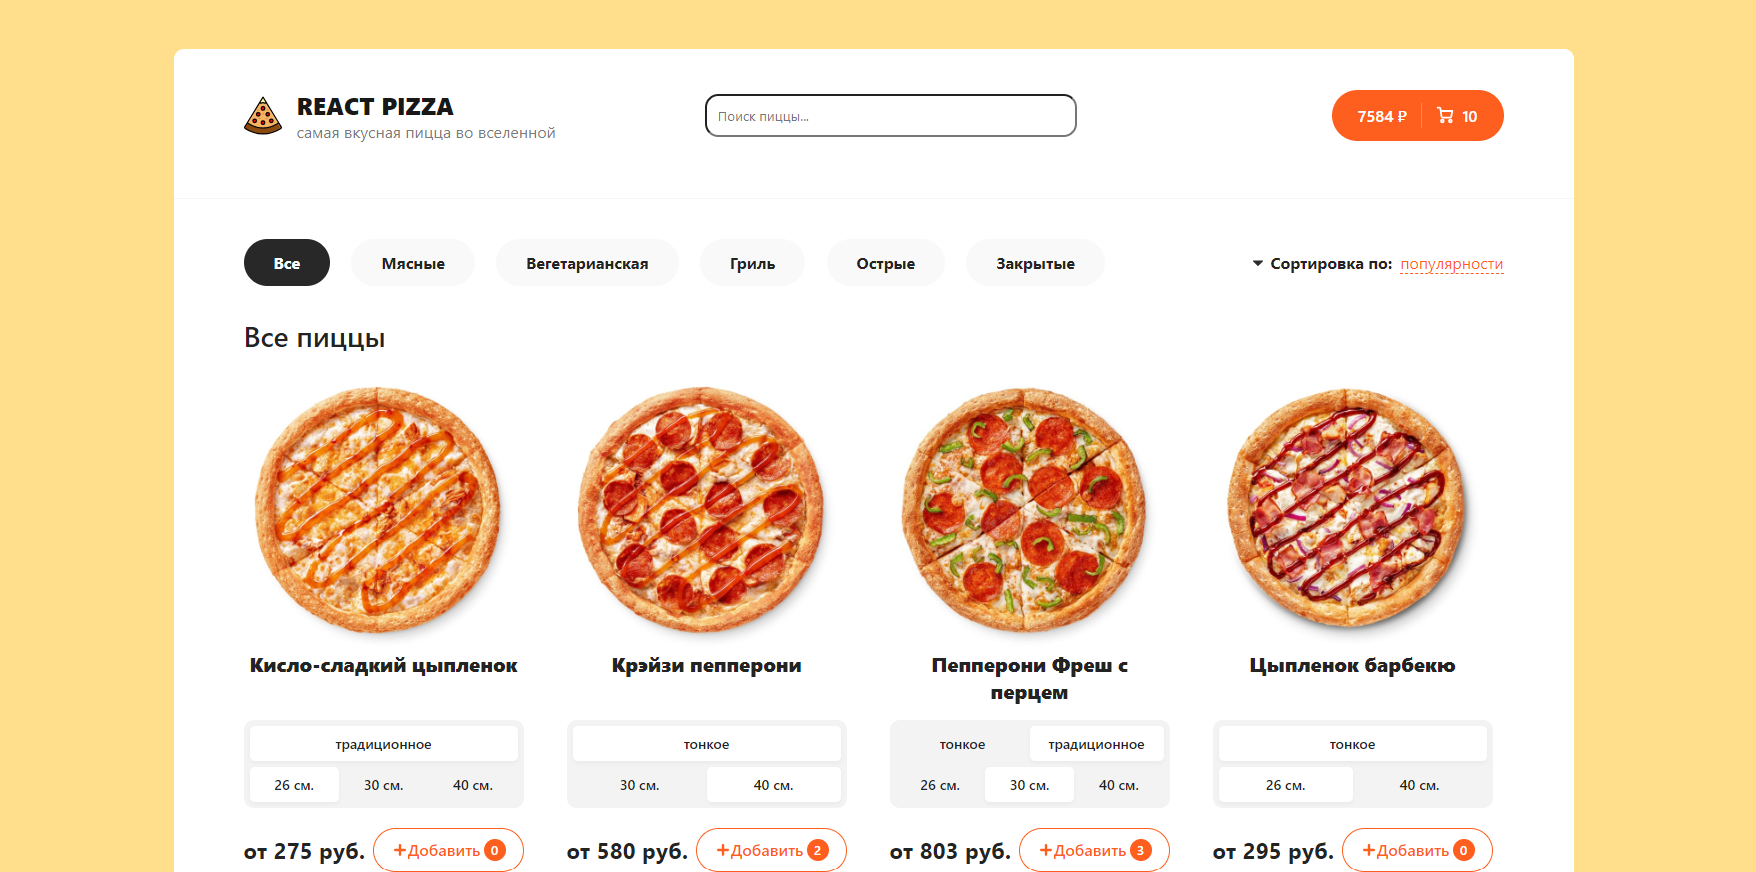 REACT PIZZA
самая вкусная пицца во вселенной
Поиск пиццы...
7584 ₽ 10
Все Мясные Вегетарианская Гриль Острые Закрытые
Сортировка по: популярности
Все пиццы
Кисло-сладкий цыпленок
традиционное
26 см. 30 см. 40 см.
от 275 руб. +Добавить 0
Крэйзи пепперони
тонкое
30 см. 40 см.
от 580 руб. +Добавить 2
Пепперони Фреш с
перцем
тонкое традиционное
26 см. 30 см. 40 см.
от 803 руб. +Добавить 3
Цыпленок барбекю
тонкое
26 см. 40 см.
от 295 руб. +Добавить 0